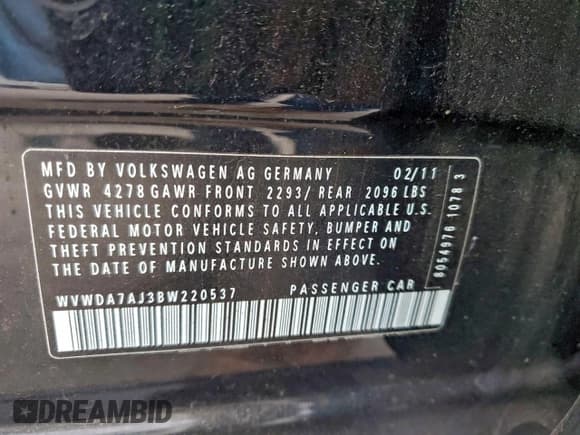 MFD BY VOLKSWAGEN AG GERMANY 02/11
GVWR 4278 GAWR FRONT 2293/ REAR 2096 LBS
THIS VEHICLE CONFORMS TO ALL APPLICABLE U.S.
FEDERAL MOTOR VEHICLE SAFETY, BUMPER AND
THEFT PREVENTION STANDARDS IN EFFECT ON
THE DATE OF MANUFACTURE SHOWN ABOVE.
WVWDA7AJ3BW220537 PASSENGER CAR
8054976 1078 3
DREAMBID